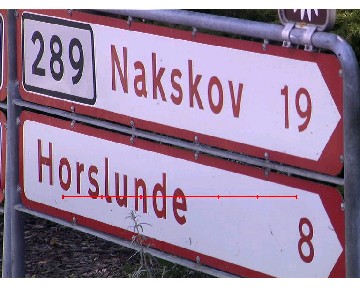 289 Nakskov 19
Horslunde 8